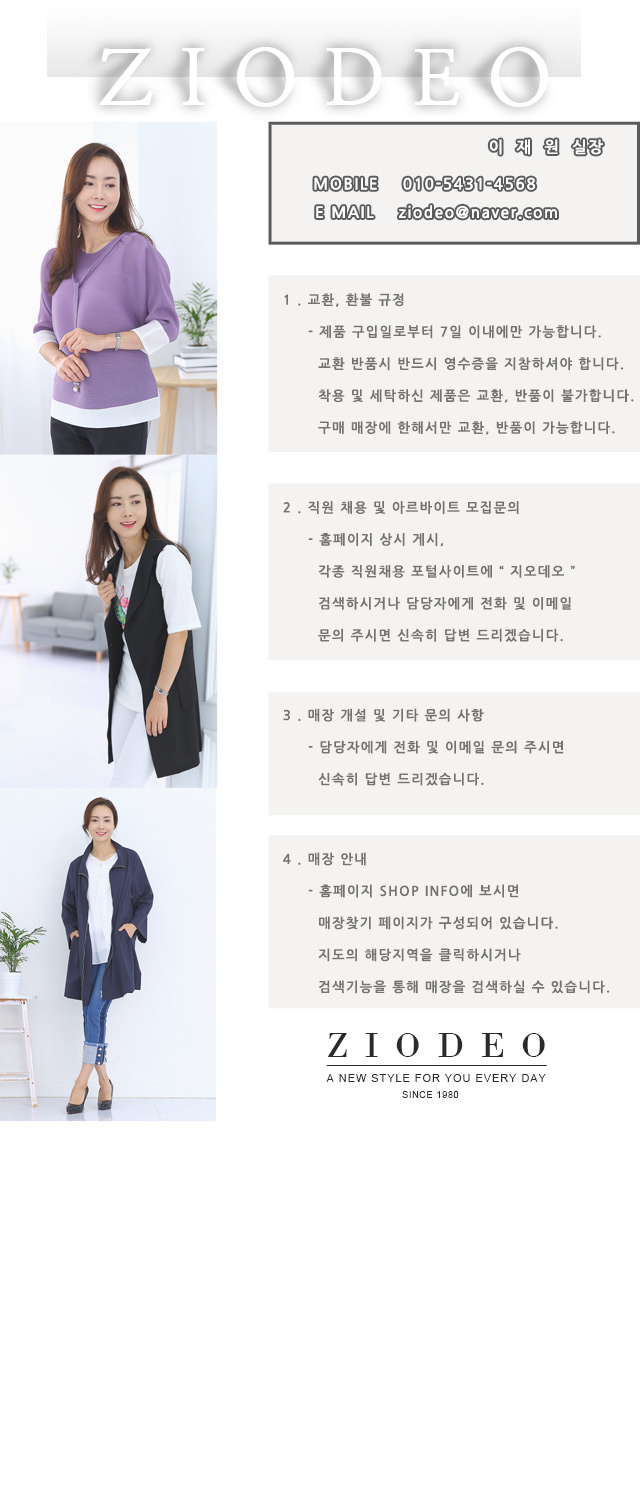 ZIODEO
이 재 원 실장
MOBILE 010-5431-4568
E MAIL ziodeo@naver.com
1 . 교환, 환불 규정
- 제품 구입일로부터 7일 이내에만 가능합니다.
교환 반품시 반드시 영수증을 지참하셔야 합니다.
착용 및 세탁하신 제품은 교환, 반품이 불가합니다.
구매 매장에 한해서만 교환, 반품이 가능합니다.
2 . 직원 채용 및 아르바이트 모집문의
- 홈페이지 상시 게시,
각종 직원채용 포털사이트에 “ 지오데오 ”
검색하시거나 담당자에게 전화 및 이메일
문의 주시면 신속히 답변 드리겠습니다.
3 . 매장 개설 및 기타 문의 사항
- 담당자에게 전화 및 이메일 문의 주시면
신속히 답변 드리겠습니다.
4 . 매장 안내
- 홈페이지 SHOP INFO에 보시면
매장찾기 페이지가 구성되어 있습니다.
지도의 해당지역을 클릭하시거나
검색기능을 통해 매장을 검색하실 수 있습니다.
ZIODEO
A NEW STYLE FOR YOU EVERY DAY
SINCE 1980